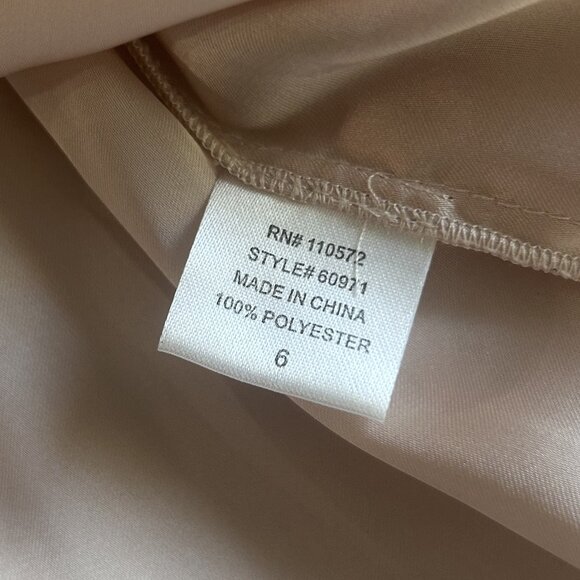 RN# 110572
STYLE# 60971
MADE IN CHINA
100% POLYESTER
6